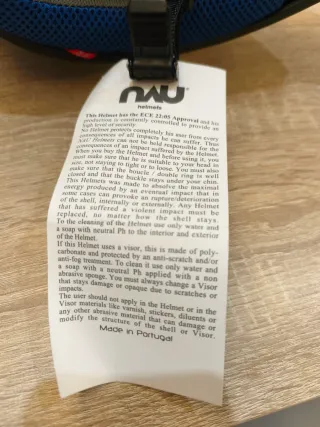 NAU
helmets
This Helmet has the ECE 22-05 Approval and his
production is constantly controlled to provide an
high level of security.
No Helmet protects completely his user from every
consequences of all impacts he can suffer. Thus
NAU Helmets can not be held responsible for the
consequences of an impact suffered by the Helmet.
When you buy the Helmet and before using it, you
must make sure that he is suitable to your head in
size, not staying to tight or to loose. You must also
make sure that the boucle / double ring is well
closed and that the buckle stays under your chin.
This Helmets was made to absolve the maximal
energy produced by an eventual impact that in
some cases can provoke an rupture/deterioration
of the shell, internally or externally. Any Helmet
that has suffered a violent impact must be
replaced, no matter how the shell stays.
To the cleaning of the Helmet use only water and
a soap with neutral Ph to the interior and exterior
of the Helmet.
If this Helmet uses a visor, this is made of poly-
carbonate and protected by an anti-scratch and/or
anti-fog treatment. To clean it use only water and
a soap with a neutral Ph applied with a non
abrasive sponge. You must always change a Visor
that stays damaged or opaque due to scratches or
impacts.
The user should not apply in the Helmet or in the
Visor materials like varnish, stickers, diluents or
any other abrasive material that can damage or
modify the structure of the shell or Visor.
Made in Portugal